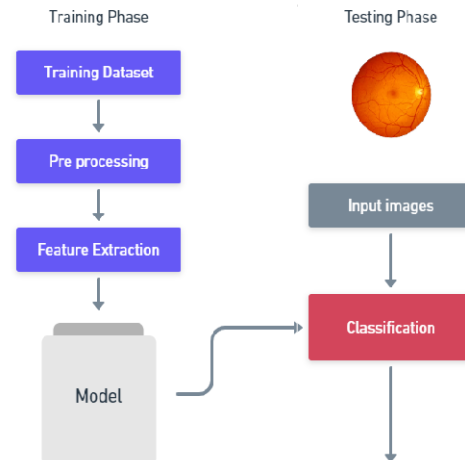 Training Phase
Testing Phase
Training Dataset
Pre processing
Input images
Feature Extraction
Classification
Model